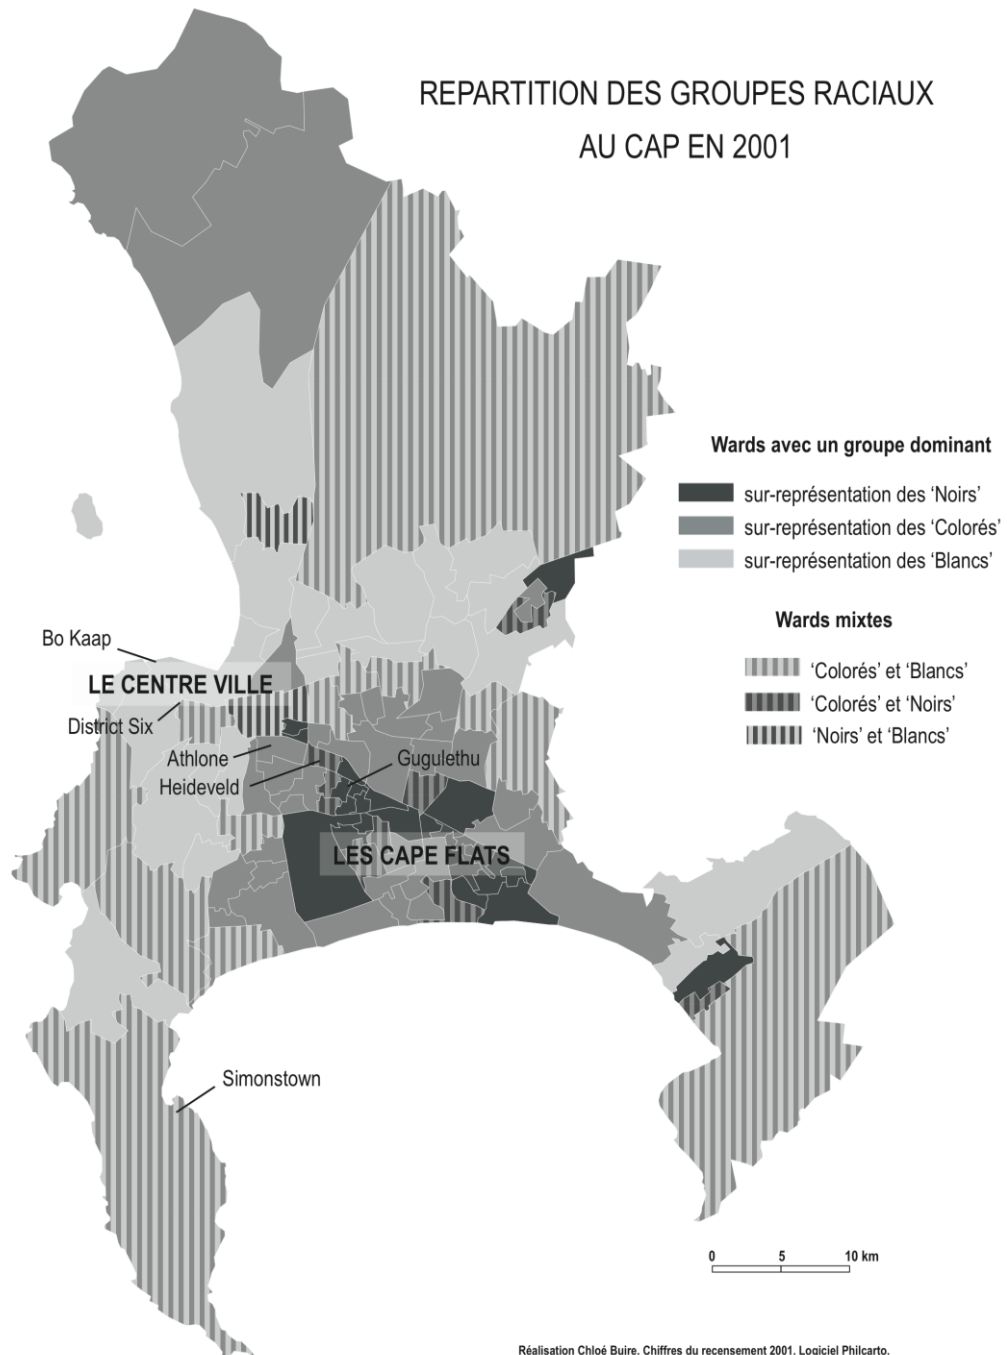 REPARTITION DES GROUPES RACIAUX
AU CAP EN 2001
Wards avec un groupe dominant
sur-représentation des ‘Noirs’
sur-représentation des ‘Colorés’
sur-représentation des ‘Blancs’
Wards mixtes
‘Colorés’ et ‘Blancs’
‘Colorés’ et ‘Noirs’
‘Noirs’ et ‘Blancs’
Bo Kaap
LE CENTRE VILLE
District Six
Athlone
Gugulethu
Heideveld
LES CAPE FLATS
Simonstown
0 5 10 km
Réalisation Chloé Buire. Chiffres du recensement 2001. Logiciel Philcarto.